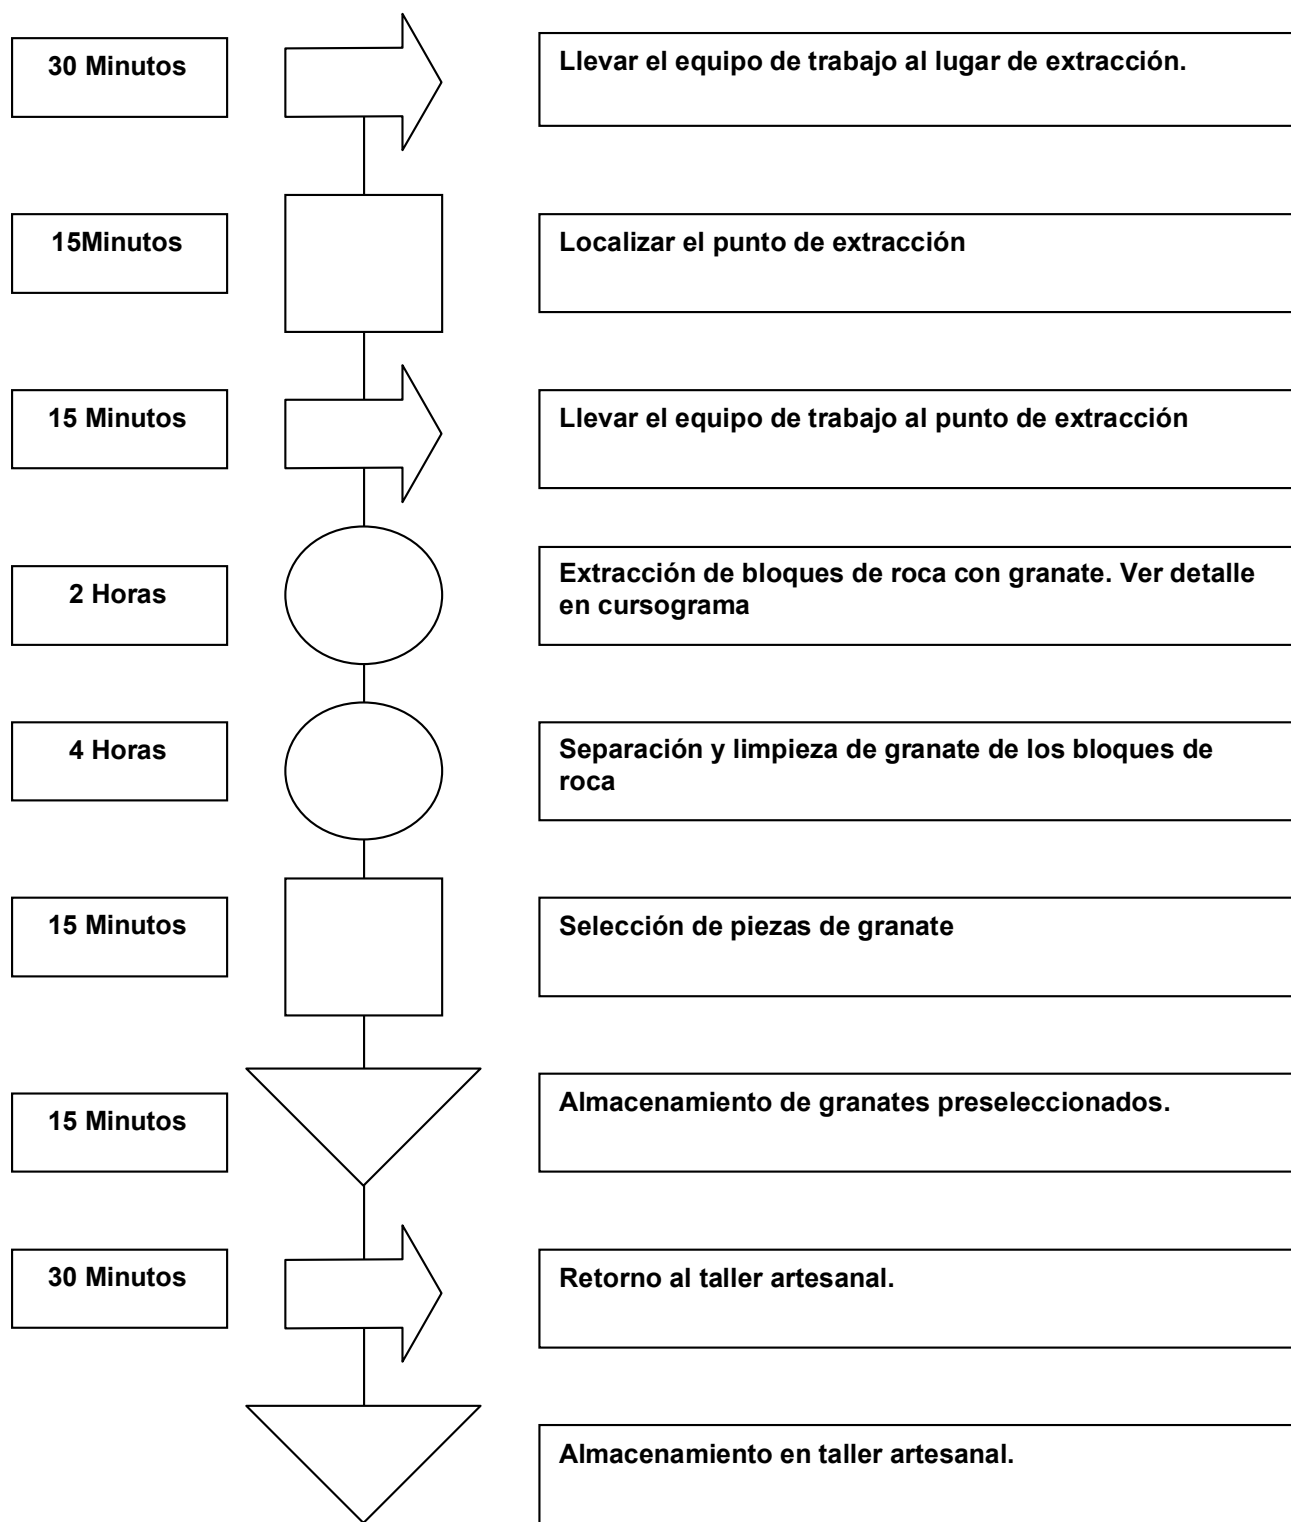 30 Minutos
Llevar el equipo de trabajo al lugar de extracción.
15Minutos
Localizar el punto de extracción
15 Minutos
Llevar el equipo de trabajo al punto de extracción
2 Horas
Extracción de bloques de roca con granate. Ver detalle
en cursograma
4 Horas
Separación y limpieza de granate de los bloques de
roca
15 Minutos
Selección de piezas de granate
15 Minutos
Almacenamiento de granates preseleccionados.
30 Minutos
Retorno al taller artesanal.
Almacenamiento en taller artesanal.